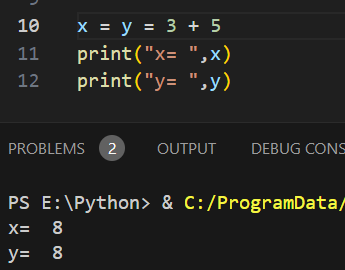 10 x = y = 3 + 5
11 print("x= ",x)
12 print("y= ",y)
PROBLEMS 2 OUTPUT DEBUG CONS
PS E:\Python> & C:/ProgramData/
x=  8
y=  8